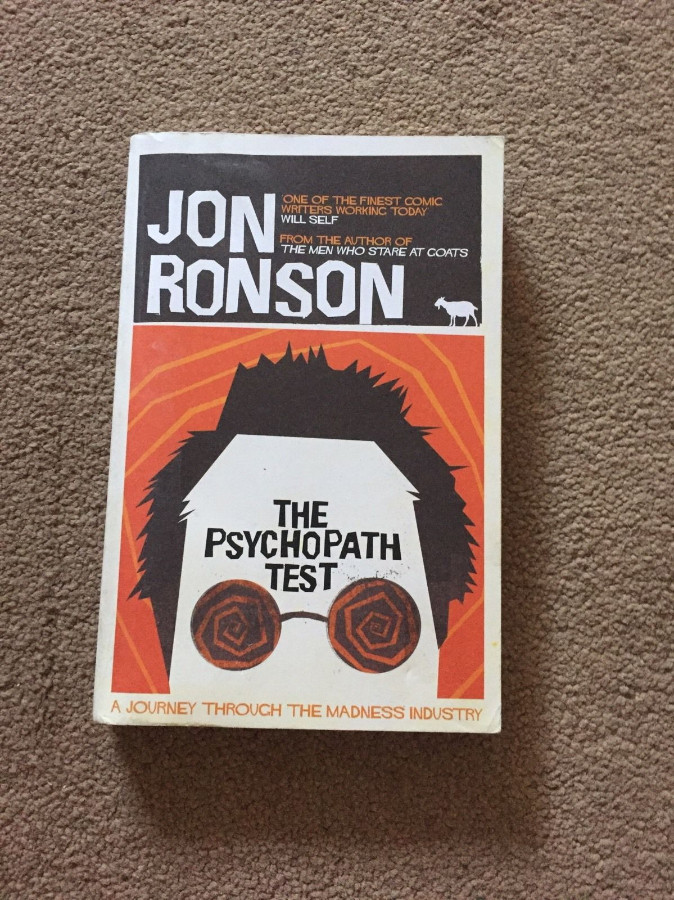 JON
RONSON
'ONE OF THE FINEST COMIC
WRITERS WORKING TODAY'
WILL SELF
FROM THE AUTHOR OF
THE MEN WHO STARE AT GOATS
THE
PSYCHOPATH
TEST
A JOURNEY THROUGH THE MADNESS INDUSTRY